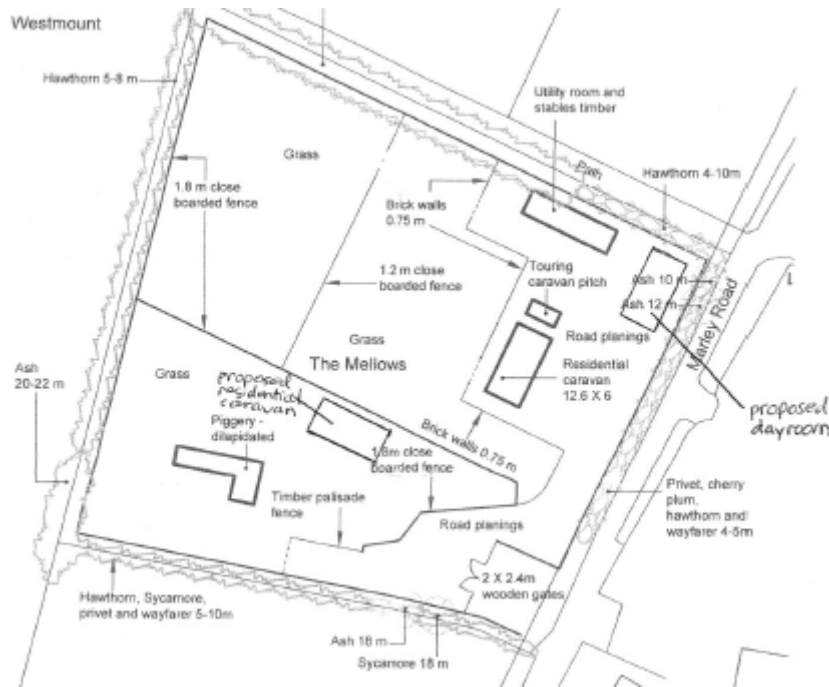 Westmount
Hawthorn 5-8 m
Utility room and
stables timber
Grass
Path
Hawthorn 4-10m
1.8 m close
boarded fence
Brick walls
0.75 m
1.2 m close
boarded fence
Touring
caravan pitch
Ash 10 m
Ash 12 m
Marley Road
L
Road planings
Grass
The Mellows
Residential
caravan
12.6 X 6
Ash
20-22 m
Grass
proposed
residential
caravan
Piggery -
dilapidated
proposed
dayroom
Brick walls 0.75 m
1.8m close
boarded fence
Timber palisade
fence
Road planings
Privet, cherry
plum,
hawthorn and
wayfarer 4-5m
2 X 2.4m
wooden gates
Hawthorn, Sycamore,
privet and wayfarer 5-10m
Ash 18 m
Sycamore 18 m